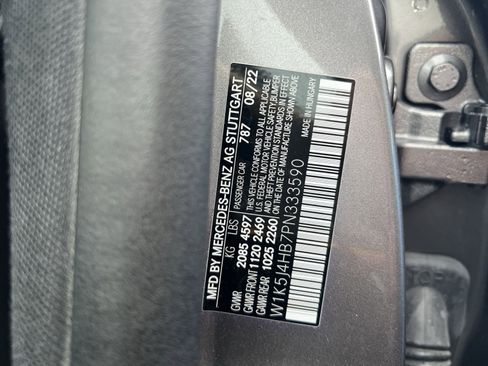 MFD BY MERCEDES-BENZ AG STUTTGART
PASSENGER CAR 787 08/22
KG LBS
GVWR 2085 4597
GAWR FRONT 1120 2469
GAWR REAR 1025 2260
THIS VEHICLE CONFORMS TO ALL APPLICABLE
U.S. FEDERAL MOTOR VEHICLE SAFETY, BUMPER
AND THEFT PREVENTION STANDARDS IN EFFECT
ON DATE OF MANUFACTURE SHOWN ABOVE
MADE IN HUNGARY
W1K5J4HB7PN333590